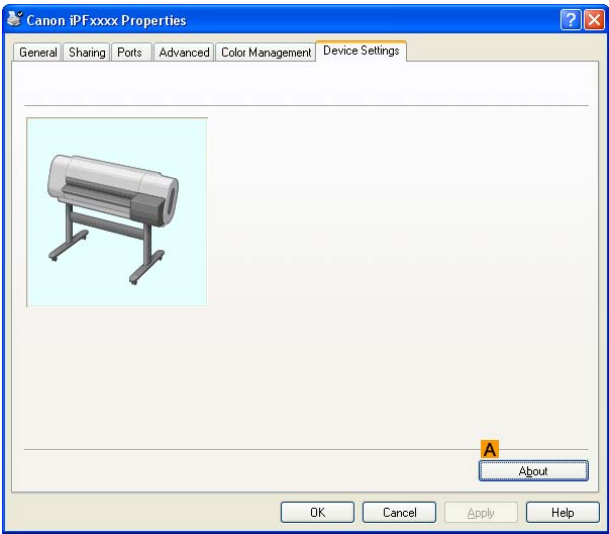 Canon iPFxxxx Properties
General Sharing Ports Advanced Color Management Device Settings
A
About
OK Cancel Apply Help